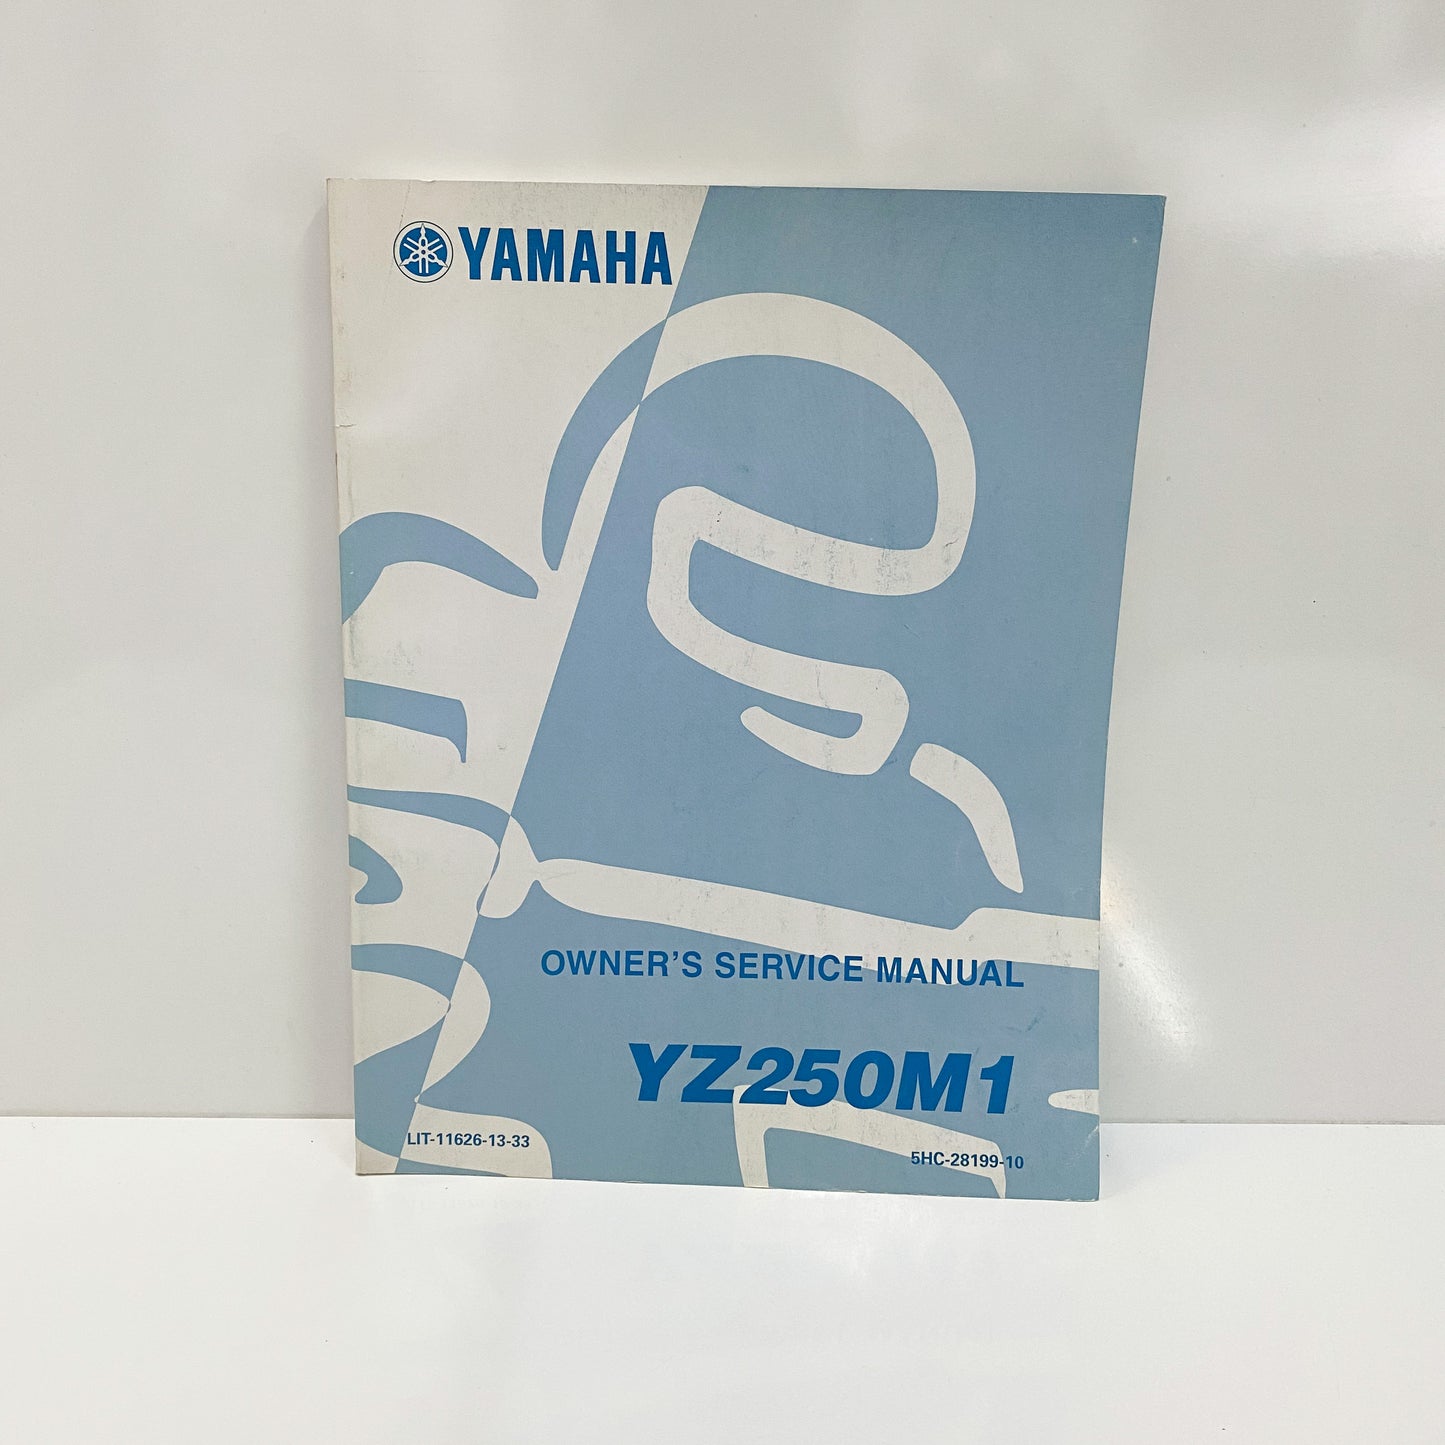 YAMAHA
OWNER'S SERVICE MANUAL
YZ250M1
LIT-11626-13-33
5HC-28199-10